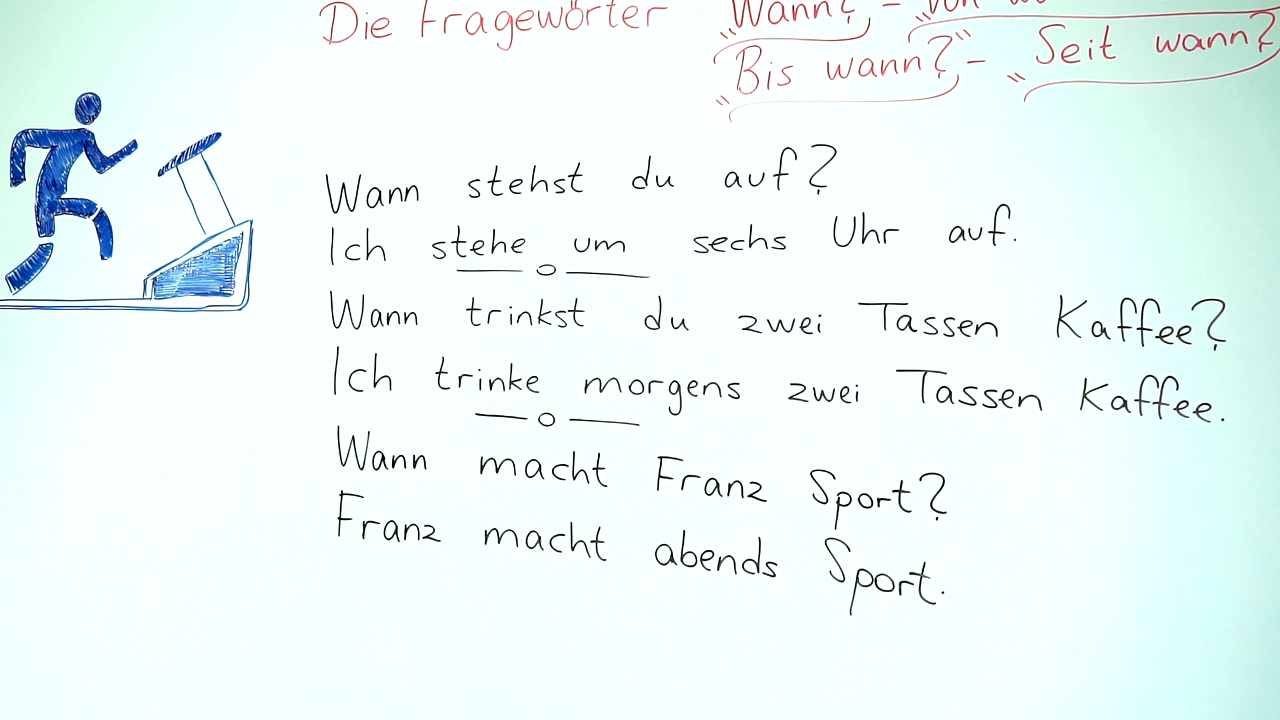 Die Fragewörter „Wann?" - „Von
„Bis wann?" - „Seit wann?
Wann stehst du auf?
Ich stehe um sechs Uhr auf.
Wann trinkst du zwei Tassen Kaffee?
Ich trinke morgens zwei Tassen Kaffee.
Wann macht Franz Sport?
Franz macht abends Sport.